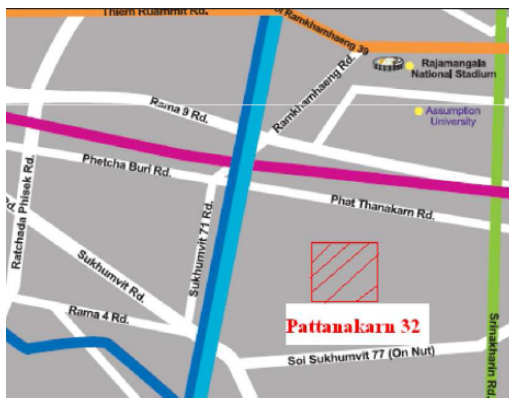 Thiem Ruammit Rd.
oi Ramkhamhaeng 39
Rajamangala
National Stadium
Ramkhamhaeng Rd.
Rama 9 Rd.
Assumption
University
Phetcha Buri Rd.
Phat Thanakarn Rd.
Ratchada Phisek Rd.
Rd.
Sukhumvit 71 Rd.
Sukhumvit Rd.
Rama 4 Rd.
Pattanakarn 32
Soi Sukhumvit 77 (On Nut)
Srinakharin Rd.